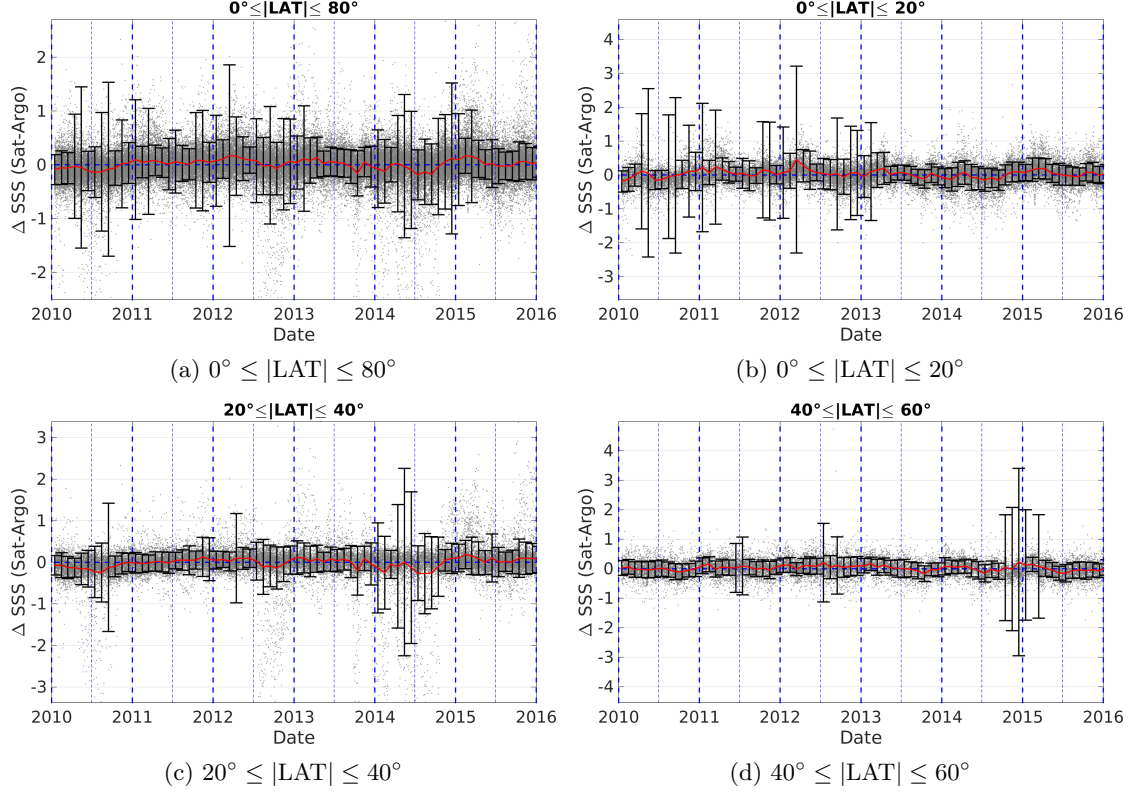 0°≤|LAT|≤ 80°
Δ SSS (Sat-Argo)
2
1
0
-1
-2
2010 2011 2012 2013 2014 2015 2016
Date
(a) 0° ≤ |LAT| ≤ 80°
0°≤|LAT|≤ 20°
Δ SSS (Sat-Argo)
4
3
2
1
0
-1
-2
-3
2010 2011 2012 2013 2014 2015 2016
Date
(b) 0° ≤ |LAT| ≤ 20°
20°≤|LAT|≤ 40°
Δ SSS (Sat-Argo)
3
2
1
0
-1
-2
-3
2010 2011 2012 2013 2014 2015 2016
Date
(c) 20° ≤ |LAT| ≤ 40°
40°≤|LAT|≤ 60°
Δ SSS (Sat-Argo)
4
3
2
1
0
-1
-2
-3
-4
2010 2011 2012 2013 2014 2015 2016
Date
(d) 40° ≤ |LAT| ≤ 60°